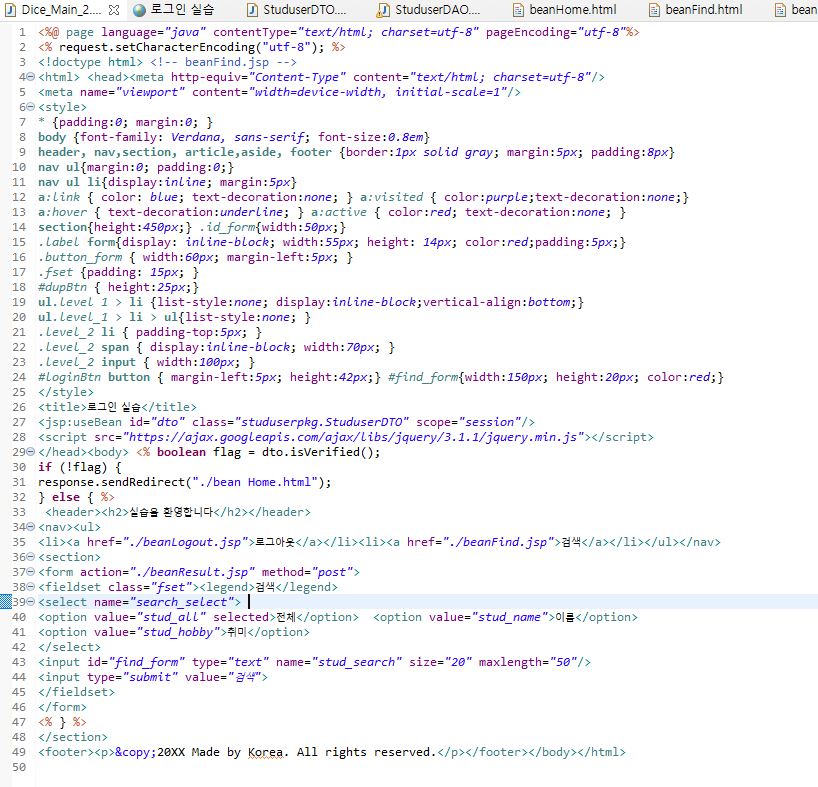 Dice_Main_2.... 로그인 실습 StuduserDTO.... StuduserDAO.... beanHome.html beanFind.html bean
1 <%@ page language="java" contentType="text/html; charset=utf-8" pageEncoding="utf-8"%>
2 <% request.setCharacterEncoding("utf-8"); %>
3 <!doctype html> <!-- beanFind.jsp -->
4 <html> <head><meta http-equiv="Content-Type" content="text/html; charset=utf-8"/>
5 <meta name="viewport" content="width=device-width, initial-scale=1"/>
6 <style>
7 * {padding:0; margin:0; }
8 body {font-family: Verdana, sans-serif; font-size:0.8em}
9 header, nav,section, article,aside, footer {border:1px solid gray; margin:5px; padding:8px}
10 nav ul{margin:0; padding:0;}
11 nav ul li{display:inline; margin:5px}
12 a:link { color: blue; text-decoration:none; } a:visited { color:purple;text-decoration:none;}
13 a:hover { text-decoration:underline; } a:active { color:red; text-decoration:none; }
14 section{height:450px;} .id_form{width:50px;}
15 .label form{display: inline-block; width:55px; height: 14px; color:red;padding:5px;}
16 .button_form { width:60px; margin-left:5px; }
17 .fset {padding: 15px; }
18 #dupBtn { height:25px;}
19 ul.level 1 > li {list-style:none; display:inline-block;vertical-align:bottom;}
20 ul.level_1 > li > ul{list-style:none; }
21 .level_2 li { padding-top:5px; }
22 .level_2 span { display:inline-block; width:70px; }
23 .level_2 input { width:100px; }
24 #loginBtn button { margin-left:5px; height:42px;} #find_form{width:150px; height:20px; color:red;}
25 </style>
26 <title>로그인 실습</title>
27 <jsp:useBean id="dto" class="studuserpkg.StuduserDTO" scope="session"/>
28 <script src="https://ajax.googleapis.com/ajax/libs/jquery/3.1.1/jquery.min.js"></script>
29 </head><body> <% boolean flag = dto.isVerified();
30 if (!flag) {
31 response.sendRedirect("./bean Home.html");
32 } else { %>
33 <header><h2>실습을 환영합니다</h2></header>
34 <nav><ul>
35 <li><a href="./beanLogout.jsp">로그아웃</a></li><li><a href="./beanFind.jsp">검색</a></li></ul></nav>
36 <section>
37 <form action="./beanResult.jsp" method="post">
38 <fieldset class="fset"><legend>검색</legend>
39 <select name="search_select">
40 <option value="stud_all" selected>전체</option> <option value="stud_name">이름</option>
41 <option value="stud_hobby">취미</option>
42 </select>
43 <input id="find_form" type="text" name="stud_search" size="20" maxlength="50"/>
44 <input type="submit" value="검색">
45 </fieldset>
46 </form>
47 <% } %>
48 </section>
49 <footer><p>&copy;20XX Made by Korea. All rights reserved.</p></footer></body></html>
50